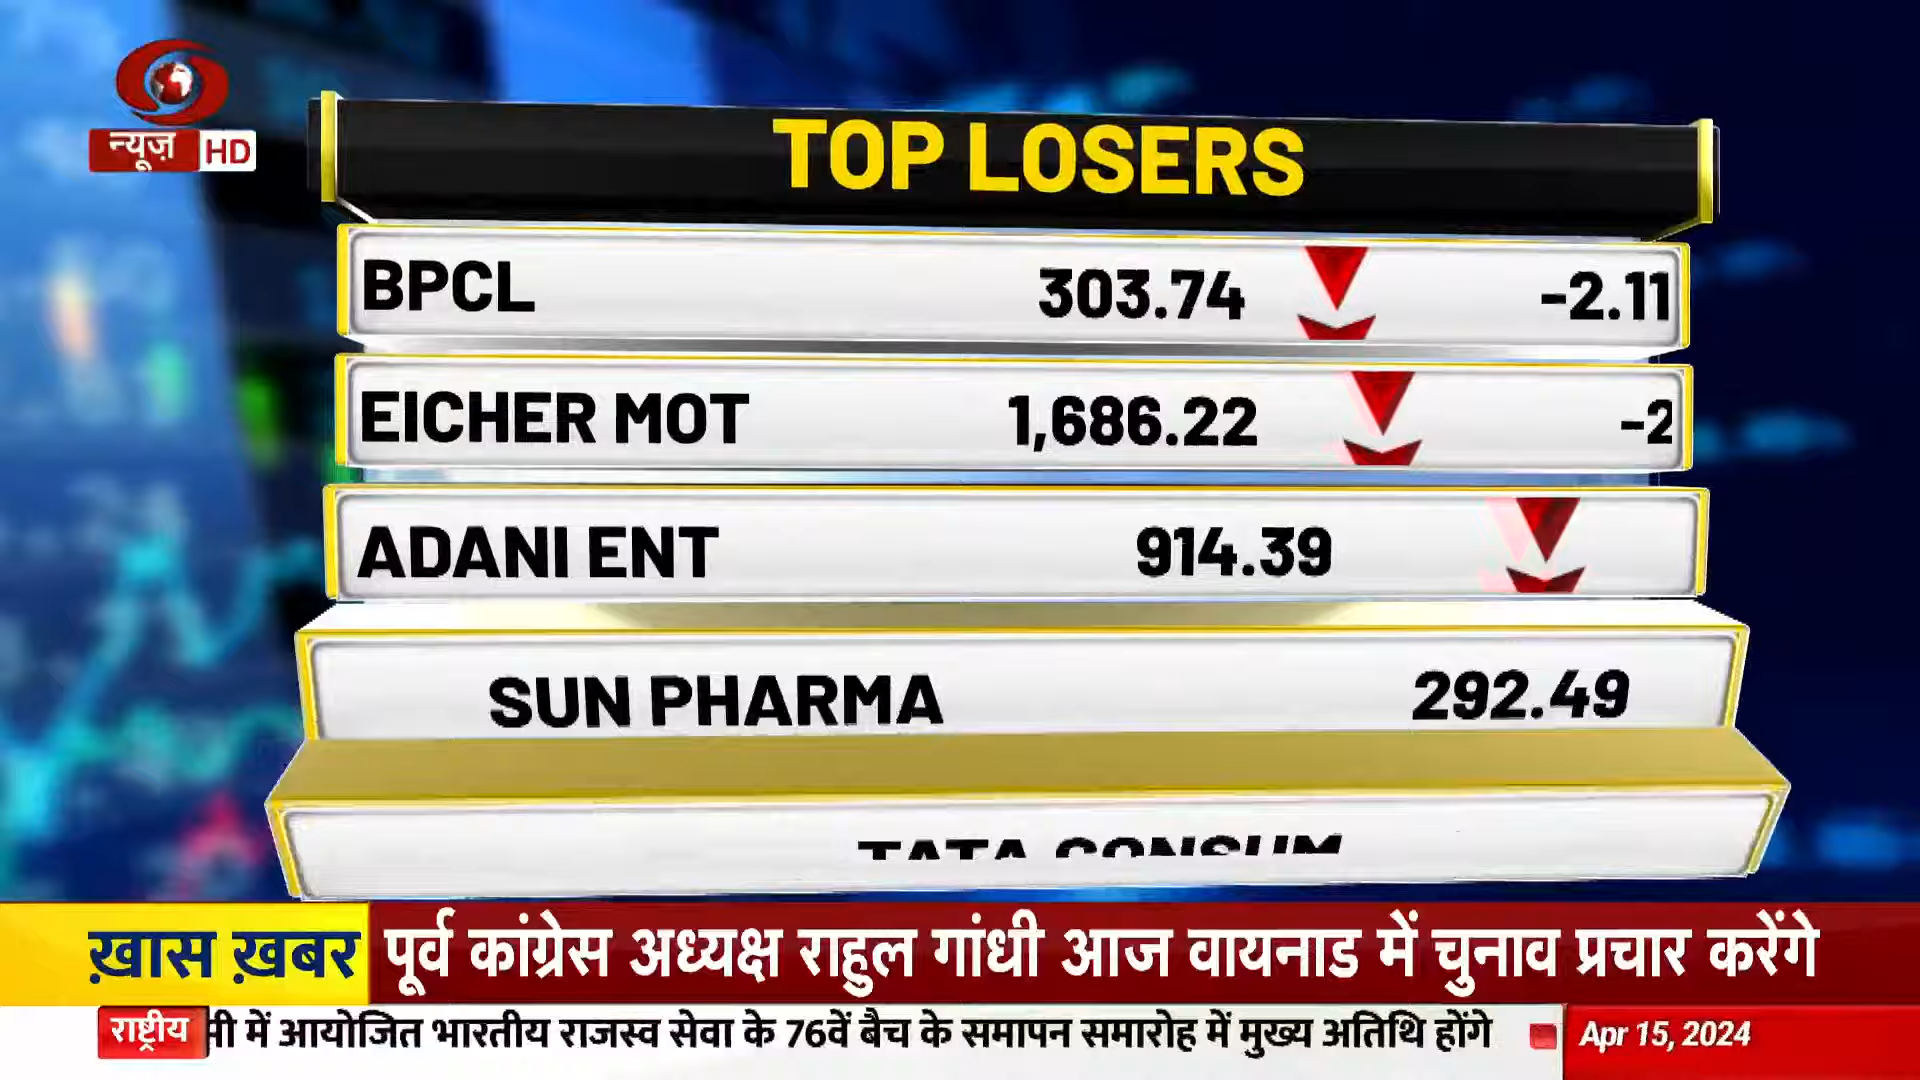 न्यूज़ HD
TOP LOSERS
BPCL 303.74 -2.11
EICHER MOT 1,686.22 -2
ADANI ENT 914.39
SUN PHARMA 292.49
TATA CONSUM
ख़ास ख़बर पूर्व कांग्रेस अध्यक्ष राहुल गांधी आज वायनाड में चुनाव प्रचार करेंगे
राष्ट्रीय में आयोजित भारतीय राजस्व सेवा के 76वें बैच के समापन समारोह में मुख्य अतिथि होंगे Apr 15, 2024